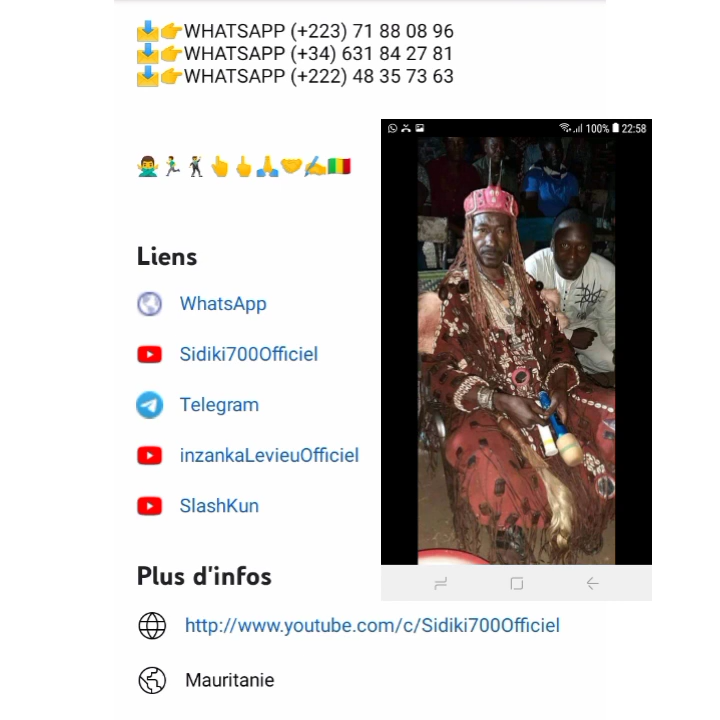 📩👉WHATSAPP (+223) 71 88 08 96
📩👉WHATSAPP (+34) 631 84 27 81
📩👉WHATSAPP (+222) 48 35 73 63
100% 22:58
Liens
WhatsApp
Sidiki700Officiel
Telegram
inzankaLevieuOfficiel
SlashKun
Plus d'infos
http://www.youtube.com/c/Sidiki700Officiel
Mauritanie